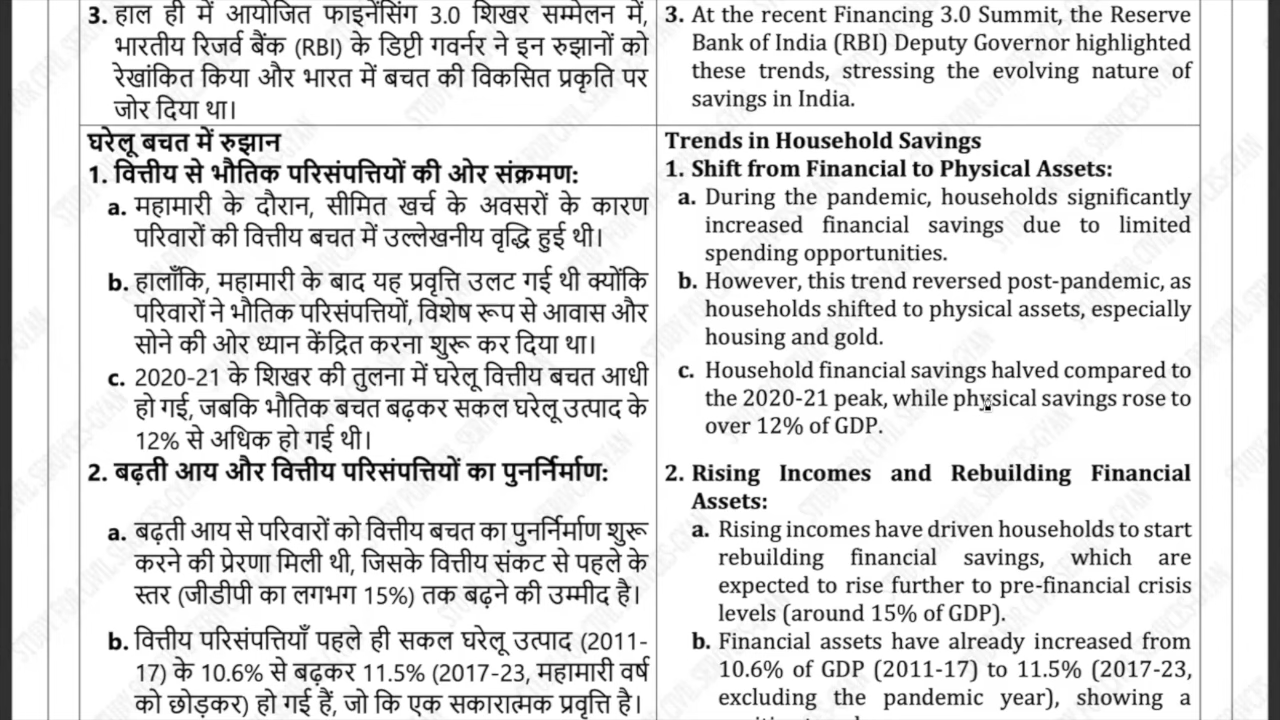 3. हाल ही में आयोजित फाइनेंसिंग 3.0 शिखर सम्मेलन में,
भारतीय रिजर्व बैंक (RBI) के डिप्टी गवर्नर ने इन रुझानों को
रेखांकित किया और भारत में बचत की विकसित प्रकृति पर
जोर दिया था।
घरेलू बचत में रुझान
1. वित्तीय से भौतिक परिसंपत्तियों की ओर संक्रमण:
a. महामारी के दौरान, सीमित खर्च के अवसरों के कारण
परिवारों की वित्तीय बचत में उल्लेखनीय वृद्धि हुई थी।
b. हालाँकि, महामारी के बाद यह प्रवृत्ति उलट गई थी क्योंकि
परिवारों ने भौतिक परिसंपत्तियों, विशेष रूप से आवास और
सोने की ओर ध्यान केंद्रित करना शुरू कर दिया था।
c. 2020-21 के शिखर की तुलना में घरेलू वित्तीय बचत आधी
हो गई, जबकि भौतिक बचत बढ़कर सकल घरेलू उत्पाद के
12% से अधिक हो गई थी।
2. बढ़ती आय और वित्तीय परिसंपत्तियों का पुनर्निर्माण:
a. बढ़ती आय से परिवारों को वित्तीय बचत का पुनर्निर्माण शुरू
करने की प्रेरणा मिली थी, जिसके वित्तीय संकट से पहले के
स्तर (जीडीपी का लगभग 15%) तक बढ़ने की उम्मीद है।
b. वित्तीय परिसंपत्तियाँ पहले ही सकल घरेलू उत्पाद (2011-
17) के 10.6% से बढ़कर 11.5% (2017-23, महामारी वर्ष
को छोड़कर) हो गई हैं, जो कि एक सकारात्मक प्रवृत्ति है।
3. At the recent Financing 3.0 Summit, the Reserve
Bank of India (RBI) Deputy Governor highlighted
these trends, stressing the evolving nature of
savings in India.
Trends in Household Savings
1. Shift from Financial to Physical Assets:
a. During the pandemic, households significantly
increased financial savings due to limited
spending opportunities.
b. However, this trend reversed post-pandemic, as
households shifted to physical assets, especially
housing and gold.
c. Household financial savings halved compared to
the 2020-21 peak, while physical savings rose to
over 12% of GDP.
2. Rising Incomes and Rebuilding Financial
Assets:
a. Rising incomes have driven households to start
rebuilding financial savings, which are
expected to rise further to pre-financial crisis
levels (around 15% of GDP).
b. Financial assets have already increased from
10.6% of GDP (2011-17) to 11.5% (2017-23,
excluding the pandemic year), showing a